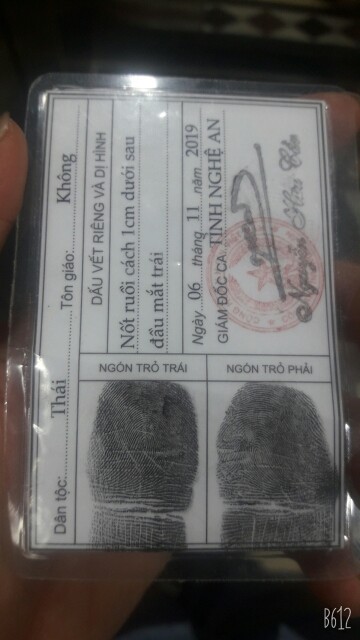 Dân tộc: Thái Tôn giáo: Không
DẤU VẾT RIÊNG VÀ DỊ HÌNH
Nốt ruồi cách 1cm dưới sau
đầu mắt trái
Ngày 06 tháng 11 năm 2019
GIÁM ĐỐC CA TỈNH NGHỆ AN
NGÓN TRỎ TRÁI
NGÓN TRỎ PHẢI
B612